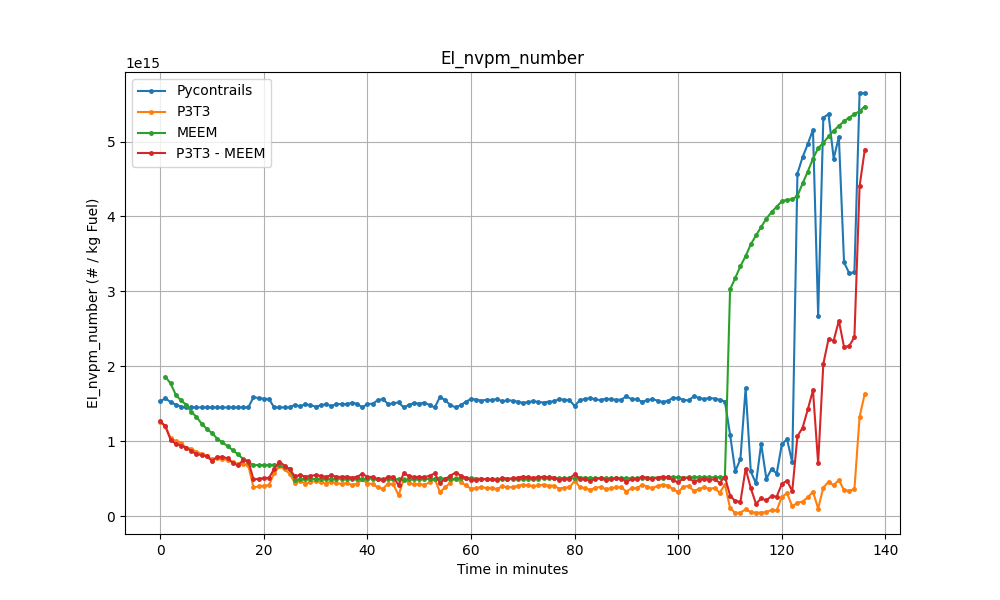 EI_nvpm_number
1e15
Pycontrails
P3T3
MEEM
P3T3 - MEEM
EI_nvpm_number (# / kg Fuel)
5
4
3
2
1
0
0 20 40 60 80 100 120 140
Time in minutes